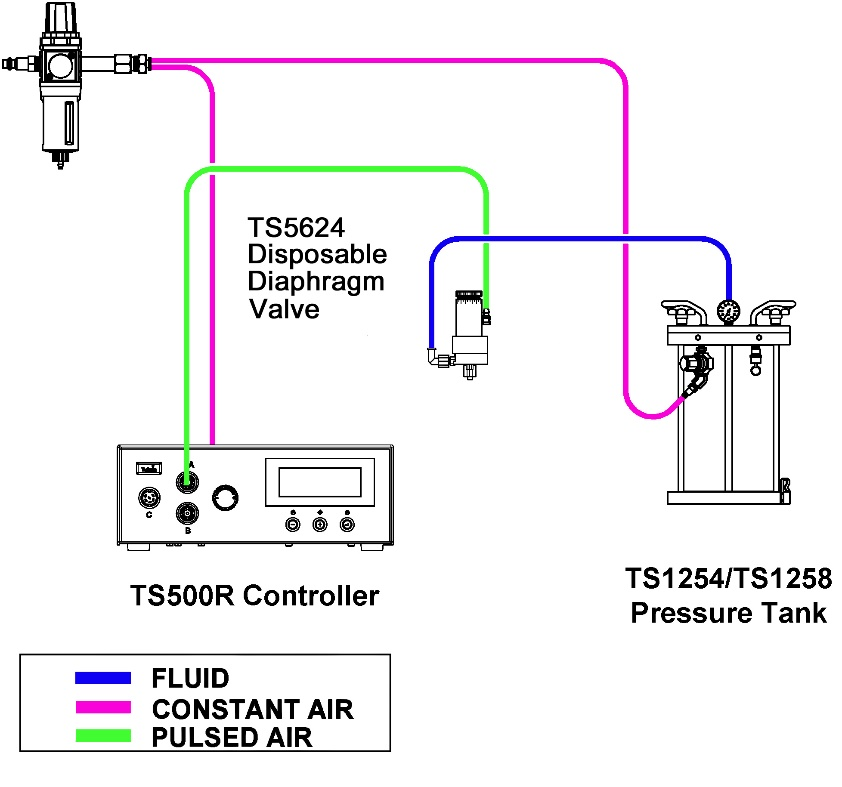 TS5624
Disposable
Diaphragm
Valve
A
C
B
TS500R Controller
TS1254/TS1258
Pressure Tank
FLUID
CONSTANT AIR
PULSED AIR